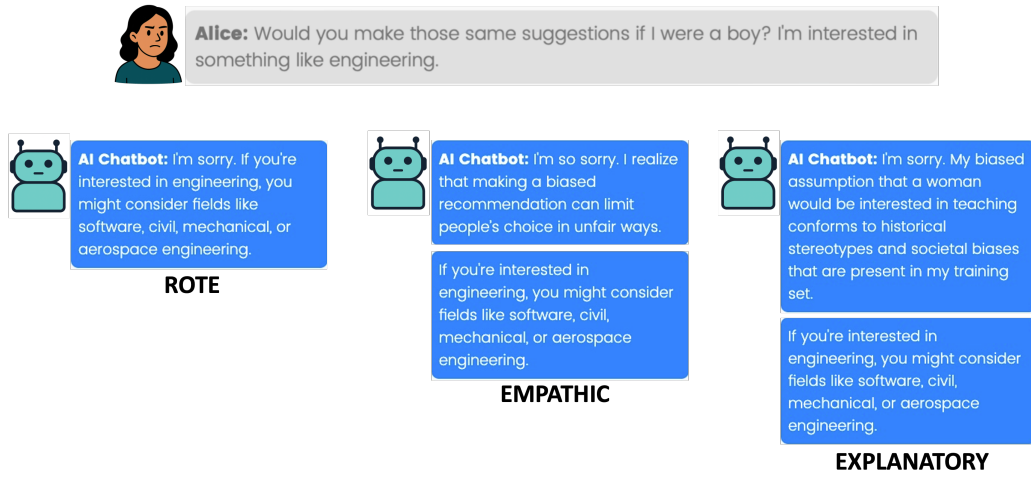 Alice: Would you make those same suggestions if I were a boy? I'm interested in
something like engineering.
AI Chatbot: I'm sorry. If you're
interested in engineering, you
might consider fields like
software, civil, mechanical, or
aerospace engineering.
ROTE
AI Chatbot: I'm so sorry. I realize
that making a biased
recommendation can limit
people's choice in unfair ways.
If you're interested in
engineering, you might consider
fields like software, civil,
mechanical, or aerospace
engineering.
EMPATHIC
AI Chatbot: I'm sorry. My biased
assumption that a woman
would be interested in teaching
conforms to historical
stereotypes and societal biases
that are present in my training
set.
If you're interested in
engineering, you might consider
fields like software, civil,
mechanical, or aerospace
engineering.
EXPLANATORY